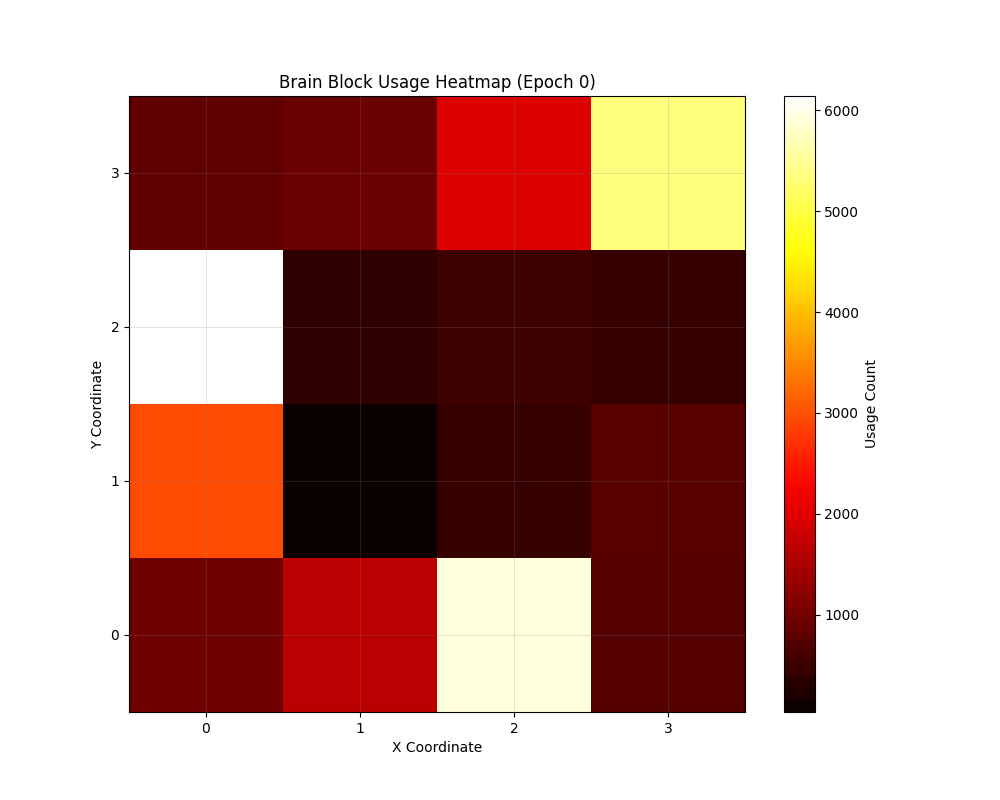 Brain Block Usage Heatmap (Epoch 0)
3
2
1
0
Y Coordinate
0 1 2 3
X Coordinate
6000
5000
4000
3000
2000
1000
Usage Count